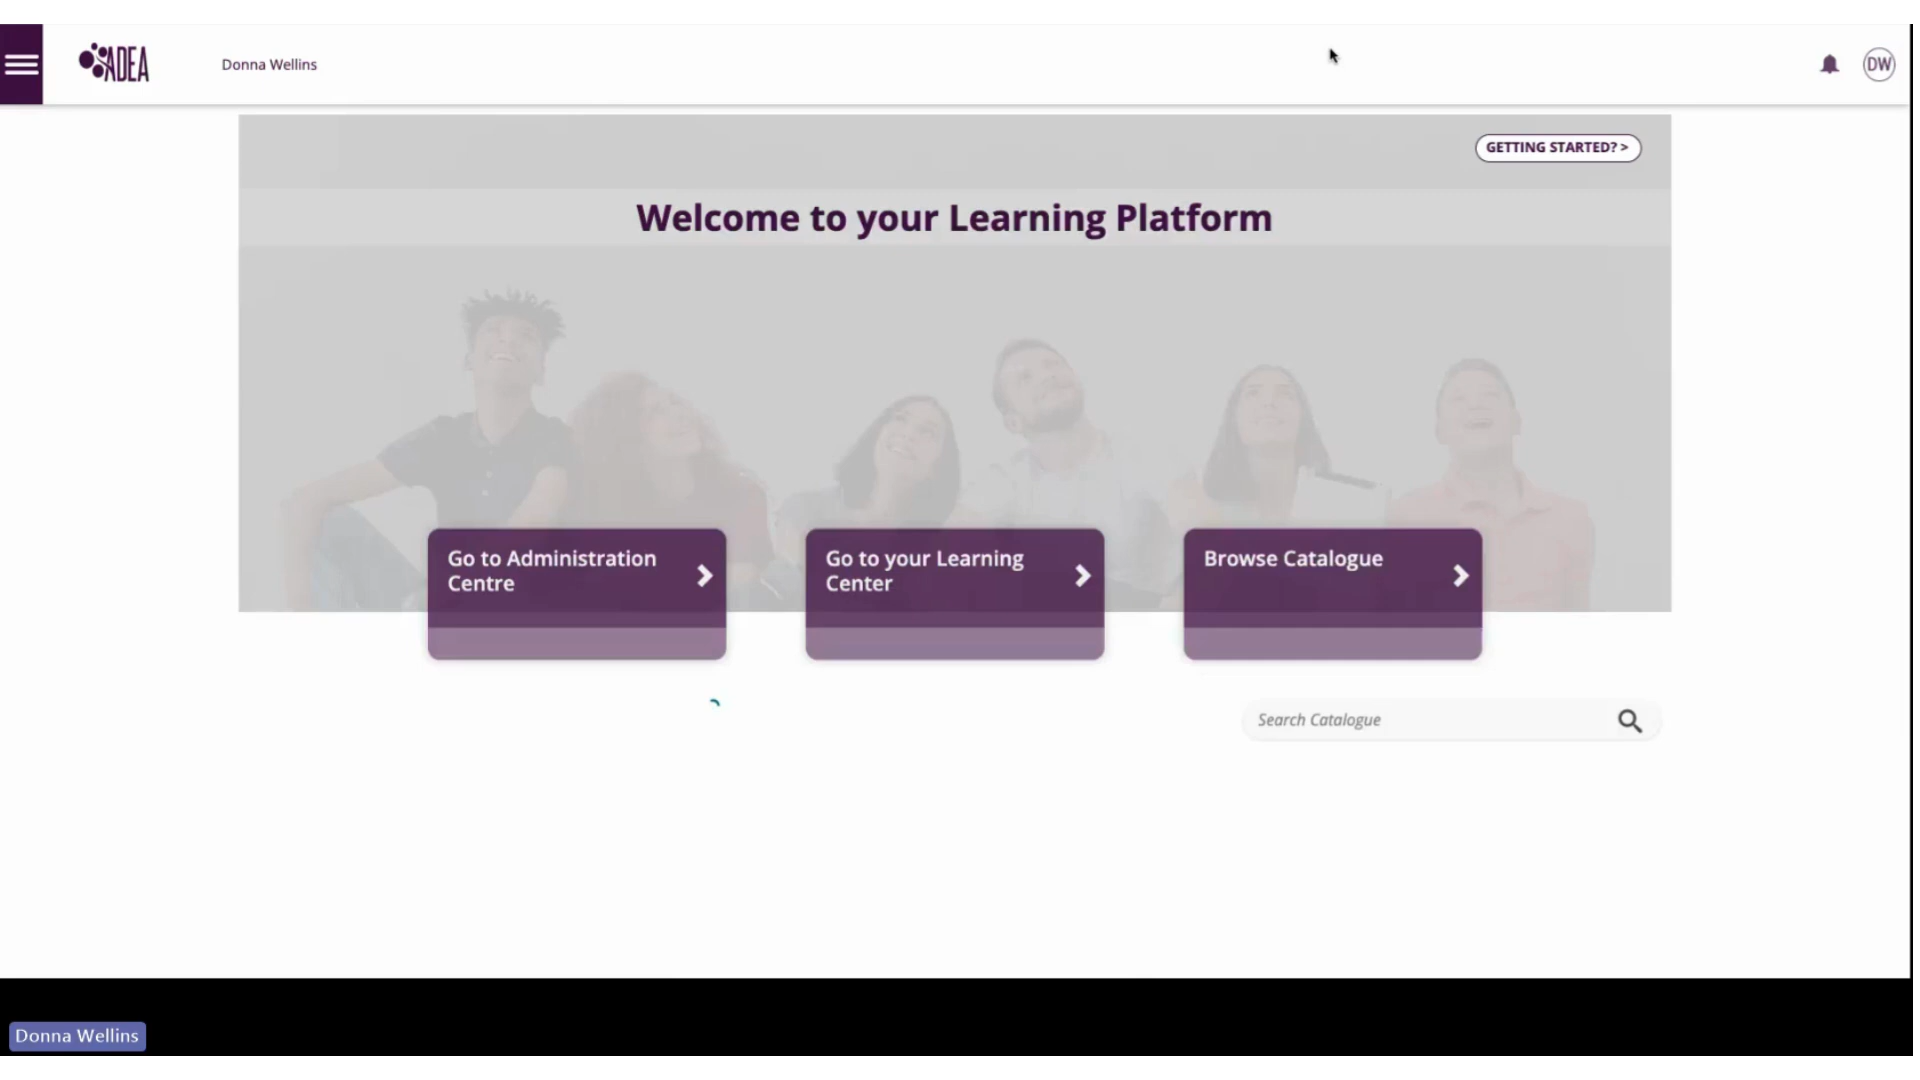 ADEA
Donna Wellins
DW
GETTING STARTED? >
Welcome to your Learning Platform
Go to Administration
Centre
Go to your Learning
Center
Browse Catalogue
Search Catalogue
Donna Wellins